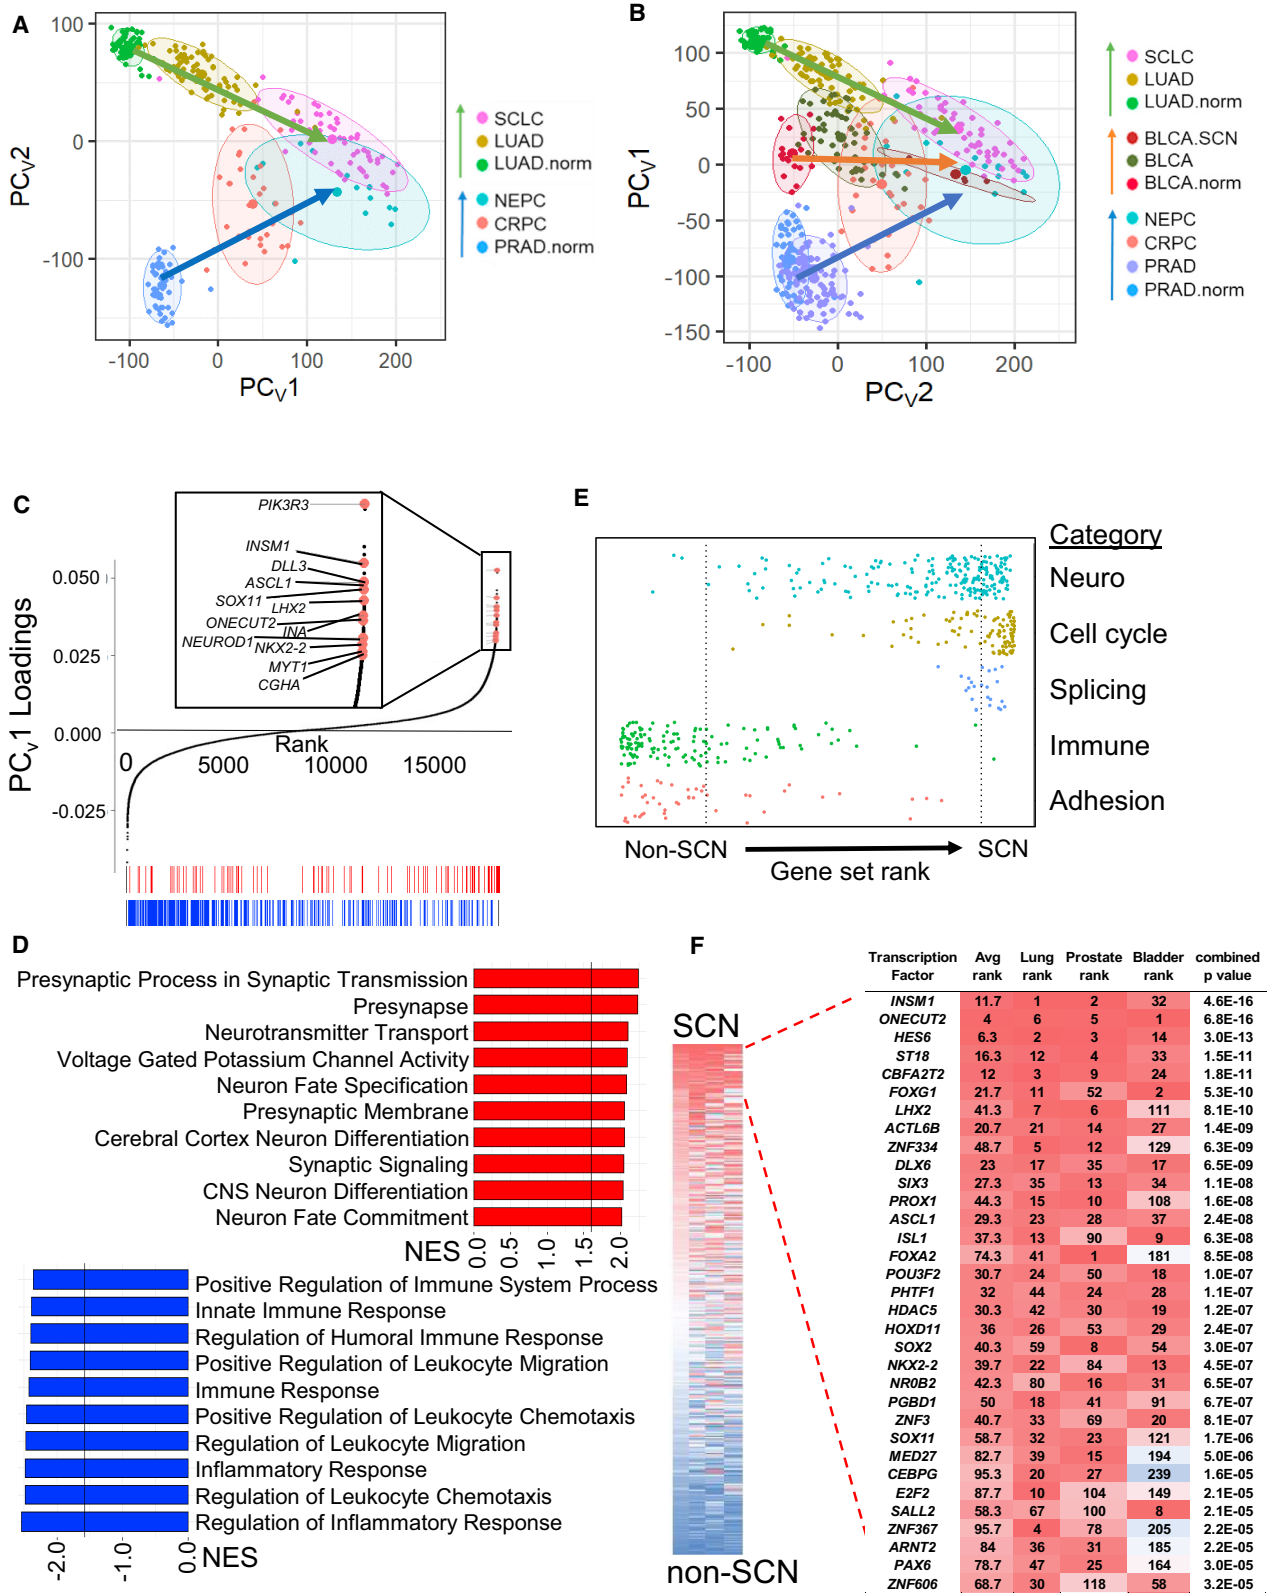 A
100
0
-100
PCV2
-100
0
100
200
PCV1
SCLC
LUAD
LUAD.norm
NEPC
CRPC
PRAD.norm
B
100
50
0
-50
-100
-150
PCV1
-100
0
100
200
PCV2
SCLC
LUAD
LUAD.norm
BLCA.SCN
BLCA
BLCA.norm
NEPC
CRPC
PRAD
PRAD.norm
C
PIK3R3
INSM1
DLL3
ASCL1
SOX11
LHX2
ONECUT2
INA
NEUROD1
NKX2-2
MYT1
CGHA
PCV1 Loadings
0.050
0.025
0.000
-0.025
Rank
0
5000
10000
15000
E
Category
Neuro
Cell cycle
Splicing
Immune
Adhesion
Non-SCN
SCN
Gene set rank
D
Presynaptic Process in Synaptic Transmission
Presynapse
Neurotransmitter Transport
Voltage Gated Potassium Channel Activity
Neuron Fate Specification
Presynaptic Membrane
Cerebral Cortex Neuron Differentiation
Synaptic Signaling
CNS Neuron Differentiation
Neuron Fate Commitment
NES
0.0
0.5
1.0
1.5
2.0
Positive Regulation of Immune System Process
Innate Immune Response
Regulation of Humoral Immune Response
Positive Regulation of Leukocyte Migration
Immune Response
Positive Regulation of Leukocyte Chemotaxis
Regulation of Leukocyte Migration
Inflammatory Response
Regulation of Leukocyte Chemotaxis
Regulation of Inflammatory Response
-2.0
-1.0
0.0
NES
F
SCN
non-SCN
Transcription Factor Avg rank Lung rank Prostate rank Bladder rank combined p value
INSM1 11.7 1 2 32 4.6E-16
ONECUT2 4 6 5 1 6.8E-16
HES6 6.3 2 3 14 3.0E-13
ST18 16.3 12 4 33 1.5E-11
CBFA2T2 12 3 9 24 1.8E-11
FOXG1 21.7 11 52 2 5.3E-10
LHX2 41.3 7 6 111 8.1E-10
ACTL6B 20.7 21 14 27 1.4E-09
ZNF334 48.7 5 12 129 6.3E-09
DLX6 23 17 35 17 6.5E-09
SIX3 27.3 35 13 34 1.1E-08
PROX1 44.3 15 10 108 1.6E-08
ASCL1 29.3 23 28 37 2.4E-08
ISL1 37.3 13 90 9 6.3E-08
FOXA2 74.3 41 1 181 8.5E-08
POU3F2 30.7 24 50 18 1.0E-07
PHTF1 32 44 24 28 1.1E-07
HDAC5 30.3 42 30 19 1.2E-07
HOXD11 36 26 53 29 2.4E-07
SOX2 40.3 59 8 54 3.0E-07
NKX2-2 39.7 22 84 13 4.5E-07
NR0B2 42.3 80 16 31 6.5E-07
PGBD1 50 18 41 91 6.7E-07
ZNF3 40.7 33 69 20 8.1E-07
SOX11 58.7 32 23 121 1.7E-06
MED27 82.7 39 15 194 5.0E-06
CEBPG 95.3 20 27 239 1.6E-05
E2F2 87.7 10 104 149 2.1E-05
SALL2 58.3 67 100 8 2.1E-05
ZNF367 95.7 4 78 205 2.2E-05
ARNT2 84 36 31 185 2.2E-05
PAX6 78.7 47 25 164 3.0E-05
ZNF606 68.7 30 118 58 3.2E-05